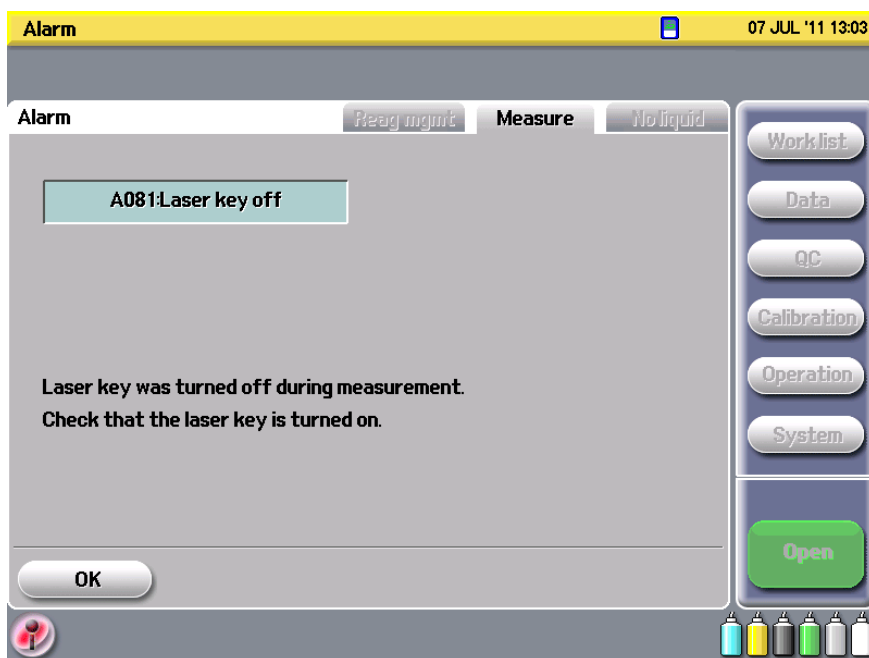 Alarm
07 JUL '11 13:03
Alarm
Reag mgmt
Measure
No liquid
Work list
Data
QC
Calibration
Operation
System
A081:Laser key off
Laser key was turned off during measurement.
Check that the laser key is turned on.
Open
OK